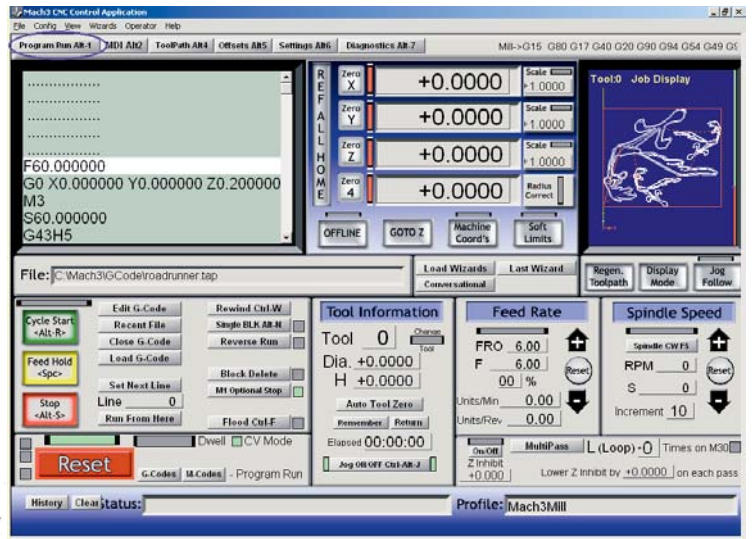 Mach3 CNC Control Application
File Config View Wizards Operator Help
Program Run Alt-1 MDI Alt2 ToolPath Alt4 Offsets Alt5 Settings Alt6 Diagnostics Alt-7 Mill->G15 G80 G17 G40 G20 G90 G94 G54 G49 G9
F60.000000
G0 X0.000000 Y0.000000 Z0.200000
M3
S60.000000
G43H5
REF ALL HOME
Zero X +0.0000 Scale +1.0000
Zero Y +0.0000 Scale +1.0000
Zero Z +0.0000 Scale +1.0000
Zero 4 +0.0000 Radius Correct
OFFLINE GOTO Z Machine Coord's Soft Limits
Tool:0 Job Display
File: C:\Mach3\GCode\roadrunner.tap
Load Wizards Last Wizard
Conversational
Regen. Toolpath Display Mode Jog Follow
Cycle Start <Alt-R>
Feed Hold <Spc>
Stop <Alt-S>
Edit G-Code Rewind Ctrl-W
Recent File Single BLK Alt-N
Close G-Code Reverse Run
Load G-Code
Block Delete
Set Next Line M1 Optional Stop
Line 0
Run From Here Flood Ctrl-F
Dwell CV Mode
Reset G-Codes M-Codes - Program Run
Tool Information
Tool 0 Change Tool
Dia. +0.0000
H +0.0000
Auto Tool Zero
Remember Return
Elapsed 00:00:00
Jog ON/OFF Ctrl-Alt-J
Feed Rate
FRO 6.00
F 6.00
00 % Reset
Units/Min 0.00
Units/Rev 0.00
Spindle Speed
Spindle CW F5
RPM 0 Reset
S 0
Increment 10
On/Off MultiPass L (Loop) - 0 Times on M30
Z Inhibit
+0.000 Lower Z Inhibit by +0.0000 on each pass
History Clear Status: Profile: Mach3Mill